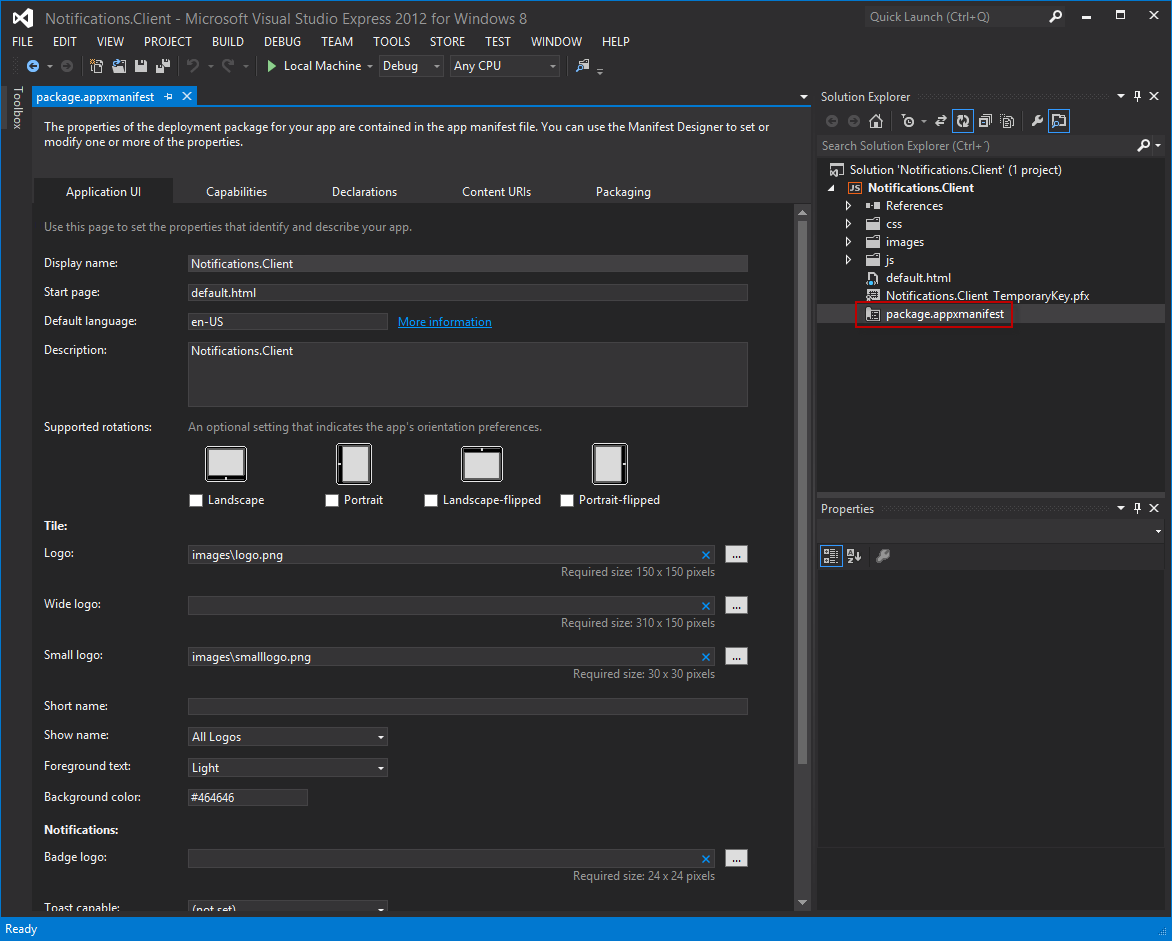 Notifications.Client - Microsoft Visual Studio Express 2012 for Windows 8
Quick Launch (Ctrl+Q)
FILE EDIT VIEW PROJECT BUILD DEBUG TEAM TOOLS STORE TEST WINDOW HELP
Local Machine Debug Any CPU
Toolbox
package.appxmanifest
The properties of the deployment package for your app are contained in the app manifest file. You can use the Manifest Designer to set or
modify one or more of the properties.
Application UI Capabilities Declarations Content URIs Packaging
Use this page to set the properties that identify and describe your app.
Display name: Notifications.Client
Start page: default.html
Default language: en-US More information
Description: Notifications.Client
Supported rotations: An optional setting that indicates the app's orientation preferences.
Landscape Portrait Landscape-flipped Portrait-flipped
Tile:
Logo: images\logo.png ...
Required size: 150 x 150 pixels
Wide logo: ...
Required size: 310 x 150 pixels
Small logo: images\smalllogo.png ...
Required size: 30 x 30 pixels
Short name:
Show name: All Logos
Foreground text: Light
Background color: #464646
Notifications:
Badge logo: ...
Required size: 24 x 24 pixels
Toast capable: (not set)
Solution Explorer
Search Solution Explorer (Ctrl+´)
Solution 'Notifications.Client' (1 project)
JS Notifications.Client
References
css
images
js
default.html
Notifications.Client_TemporaryKey.pfx
package.appxmanifest
Properties
Ready